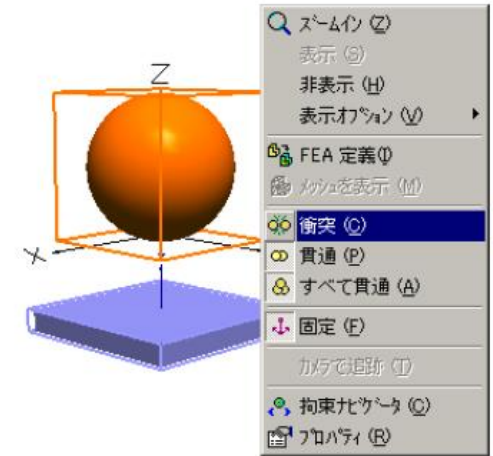 Z
X
ズームイン (Z)
表示 (S)
非表示 (H)
表示オプション (V)
FEA 定義(I)
メッシュを表示 (M)
衝突 (C)
貫通 (P)
すべて貫通 (A)
固定 (F)
カメラで追跡 (T)
拘束ナビゲータ (C)
プロパティ (R)